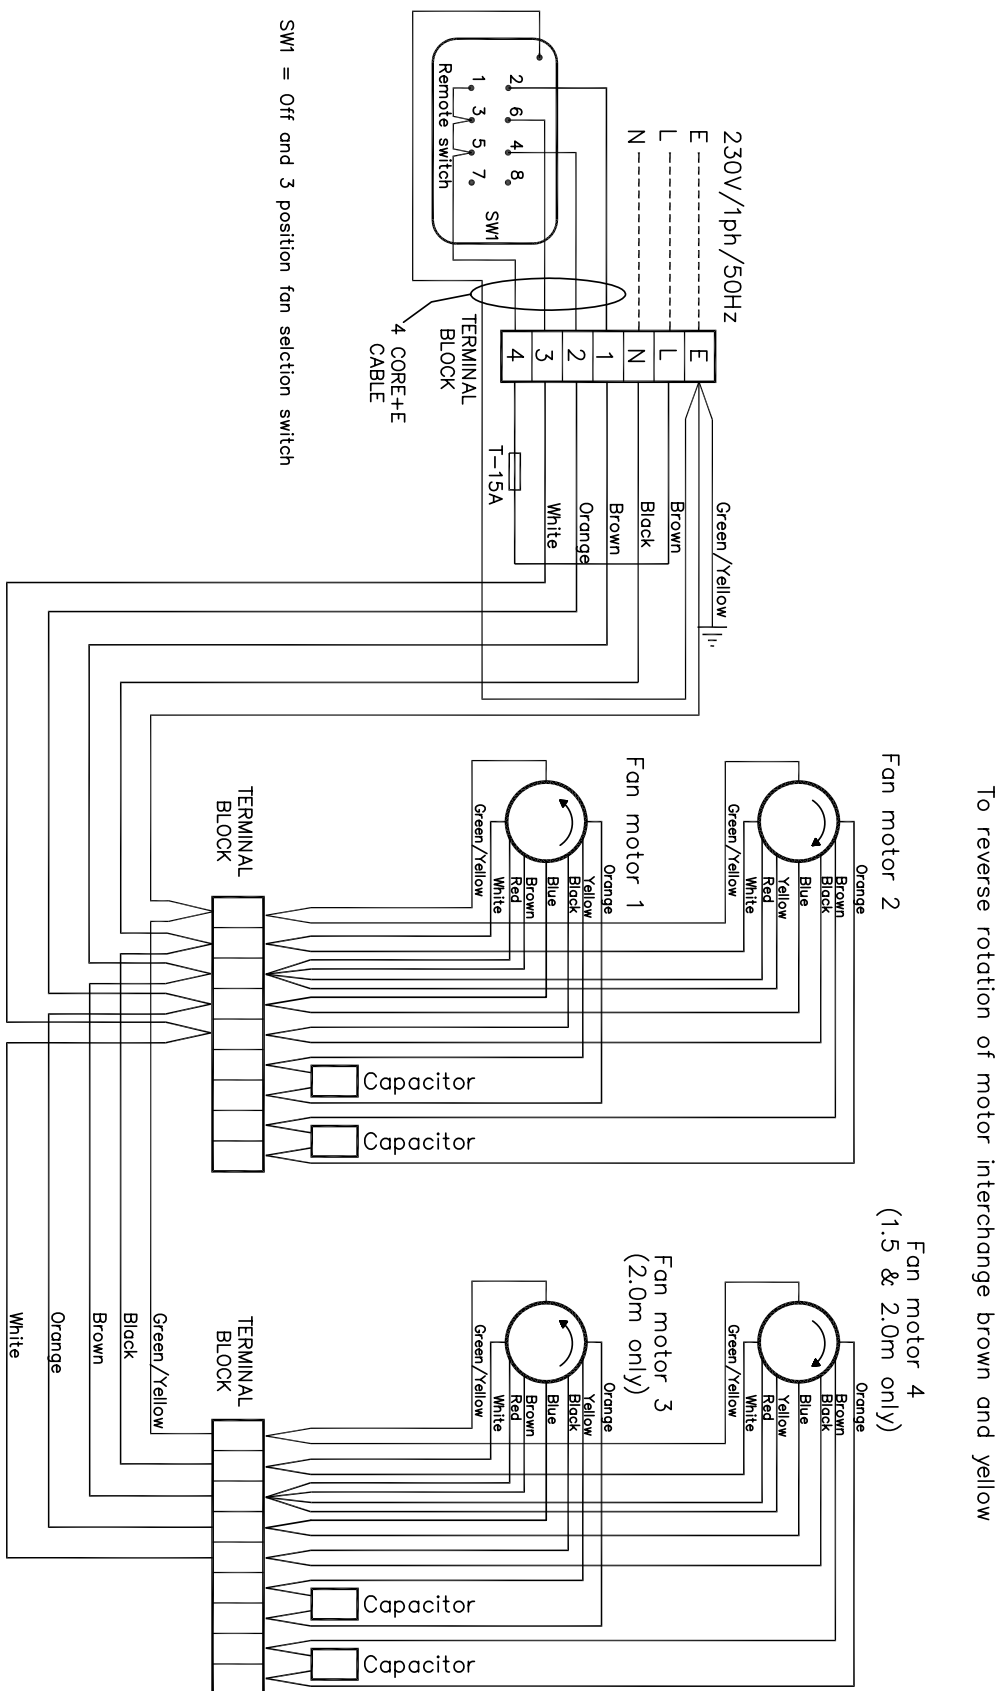 To reverse rotation of motor interchange brown and yellow
230V/1ph/50Hz
E
L
N
E
L
N
1
2
3
4
TERMINAL
BLOCK
4 CORE+E
CABLE
2
6
4
8
1
3
5
7
SW1
Remote switch
SW1 = Off and 3 position fan selction switch
Green/Yellow
Brown
Black
Brown
Orange
White
T-15A
Fan motor 2
Orange
Brown
Black
Blue
Yellow
Red
White
Green/Yellow
Fan motor 1
Orange
Yellow
Black
Blue
Brown
Red
White
Green/Yellow
TERMINAL
BLOCK
Capacitor
Capacitor
Fan motor 4
(1.5 & 2.0m only)
Orange
Brown
Black
Blue
Yellow
Red
White
Green/Yellow
Fan motor 3
(2.0m only)
Orange
Yellow
Black
Blue
Brown
Red
White
Green/Yellow
TERMINAL
BLOCK
Capacitor
Capacitor
Green/Yellow
Black
Brown
Orange
White